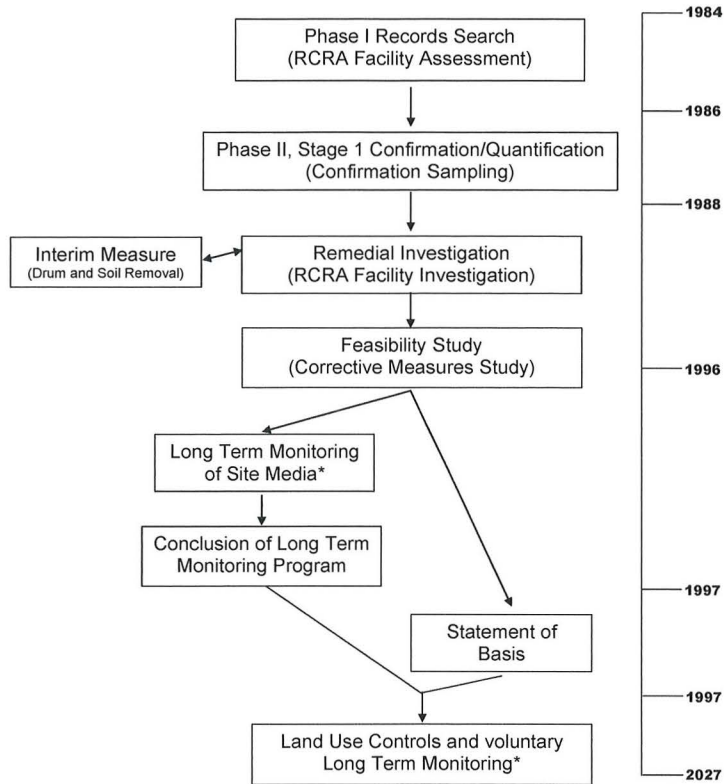 Phase I Records Search
(RCRA Facility Assessment)
Phase II, Stage 1 Confirmation/Quantification
(Confirmation Sampling)
Interim Measure
(Drum and Soil Removal)
Remedial Investigation
(RCRA Facility Investigation)
Feasibility Study
(Corrective Measures Study)
Long Term Monitoring
of Site Media*
Conclusion of Long Term
Monitoring Program
Statement of
Basis
Land Use Controls and voluntary
Long Term Monitoring*
1984
1986
1988
1996
1997
1997
2027